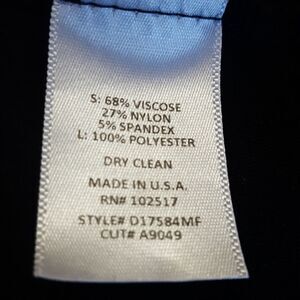 S: 68% VISCOSE
27% NYLON
5% SPANDEX
L: 100% POLYESTER
DRY CLEAN
MADE IN U.S.A.
RN# 102517
STYLE# D17584MF
CUT# A9049